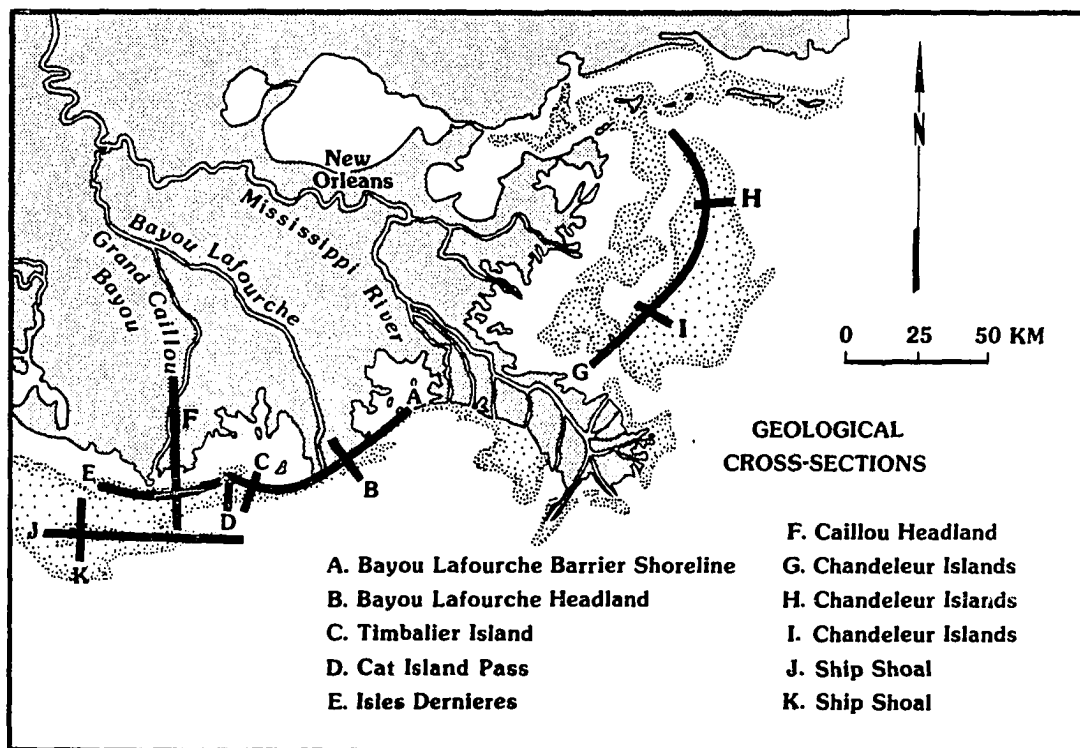 New
Orleans
Mississippi River
Bayou Lafourche
Grand Caillou
Bayou
H
I
G
A
F
C
B
E
D
B
J
K
N
0 25 50 KM
GEOLOGICAL
CROSS-SECTIONS
A. Bayou Lafourche Barrier Shoreline
B. Bayou Lafourche Headland
C. Timbalier Island
D. Cat Island Pass
E. Isles Dernieres
F. Caillou Headland
G. Chandeleur Islands
H. Chandeleur Islands
I. Chandeleur Islands
J. Ship Shoal
K. Ship Shoal